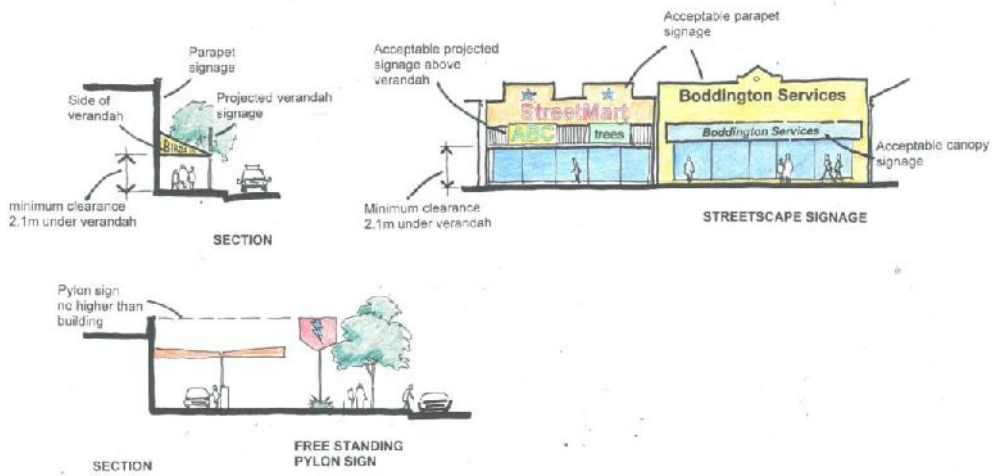 Parapet
signage
Side of
verandah
Projected verandah
signage
minimum clearance
2.1m under verandah
SECTION
Acceptable parapet
signage
Acceptable projected
signage above
verandah
StreetMart
ABC
trees
Boddington Services
Boddington Services
Acceptable canopy
signage
Minimum clearance
2.1m under verandah
STREETSCAPE SIGNAGE
Pylon sign
no higher than
building
FREE STANDING
PYLON SIGN
SECTION